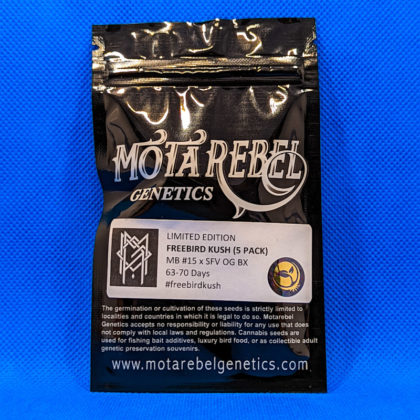 MOTAREBEL
GENETICS
LIMITED EDITION
FREEBIRD KUSH (5 PACK)
MB #15 x SFV OG BX
63-70 Days
#freebirdkush
The germination or cultivation of these seeds is strictly limited to
localities and countries in which it is legal to do so. Motarebel
Genetics accepts no responsibility or liability for any use that does
not comply with local laws and regulations. Cannabis seeds are
used for fishing bait additives, luxury bird food, or as collectible adult
genetic preservation souvenirs.
www.motarebelgenetics.com